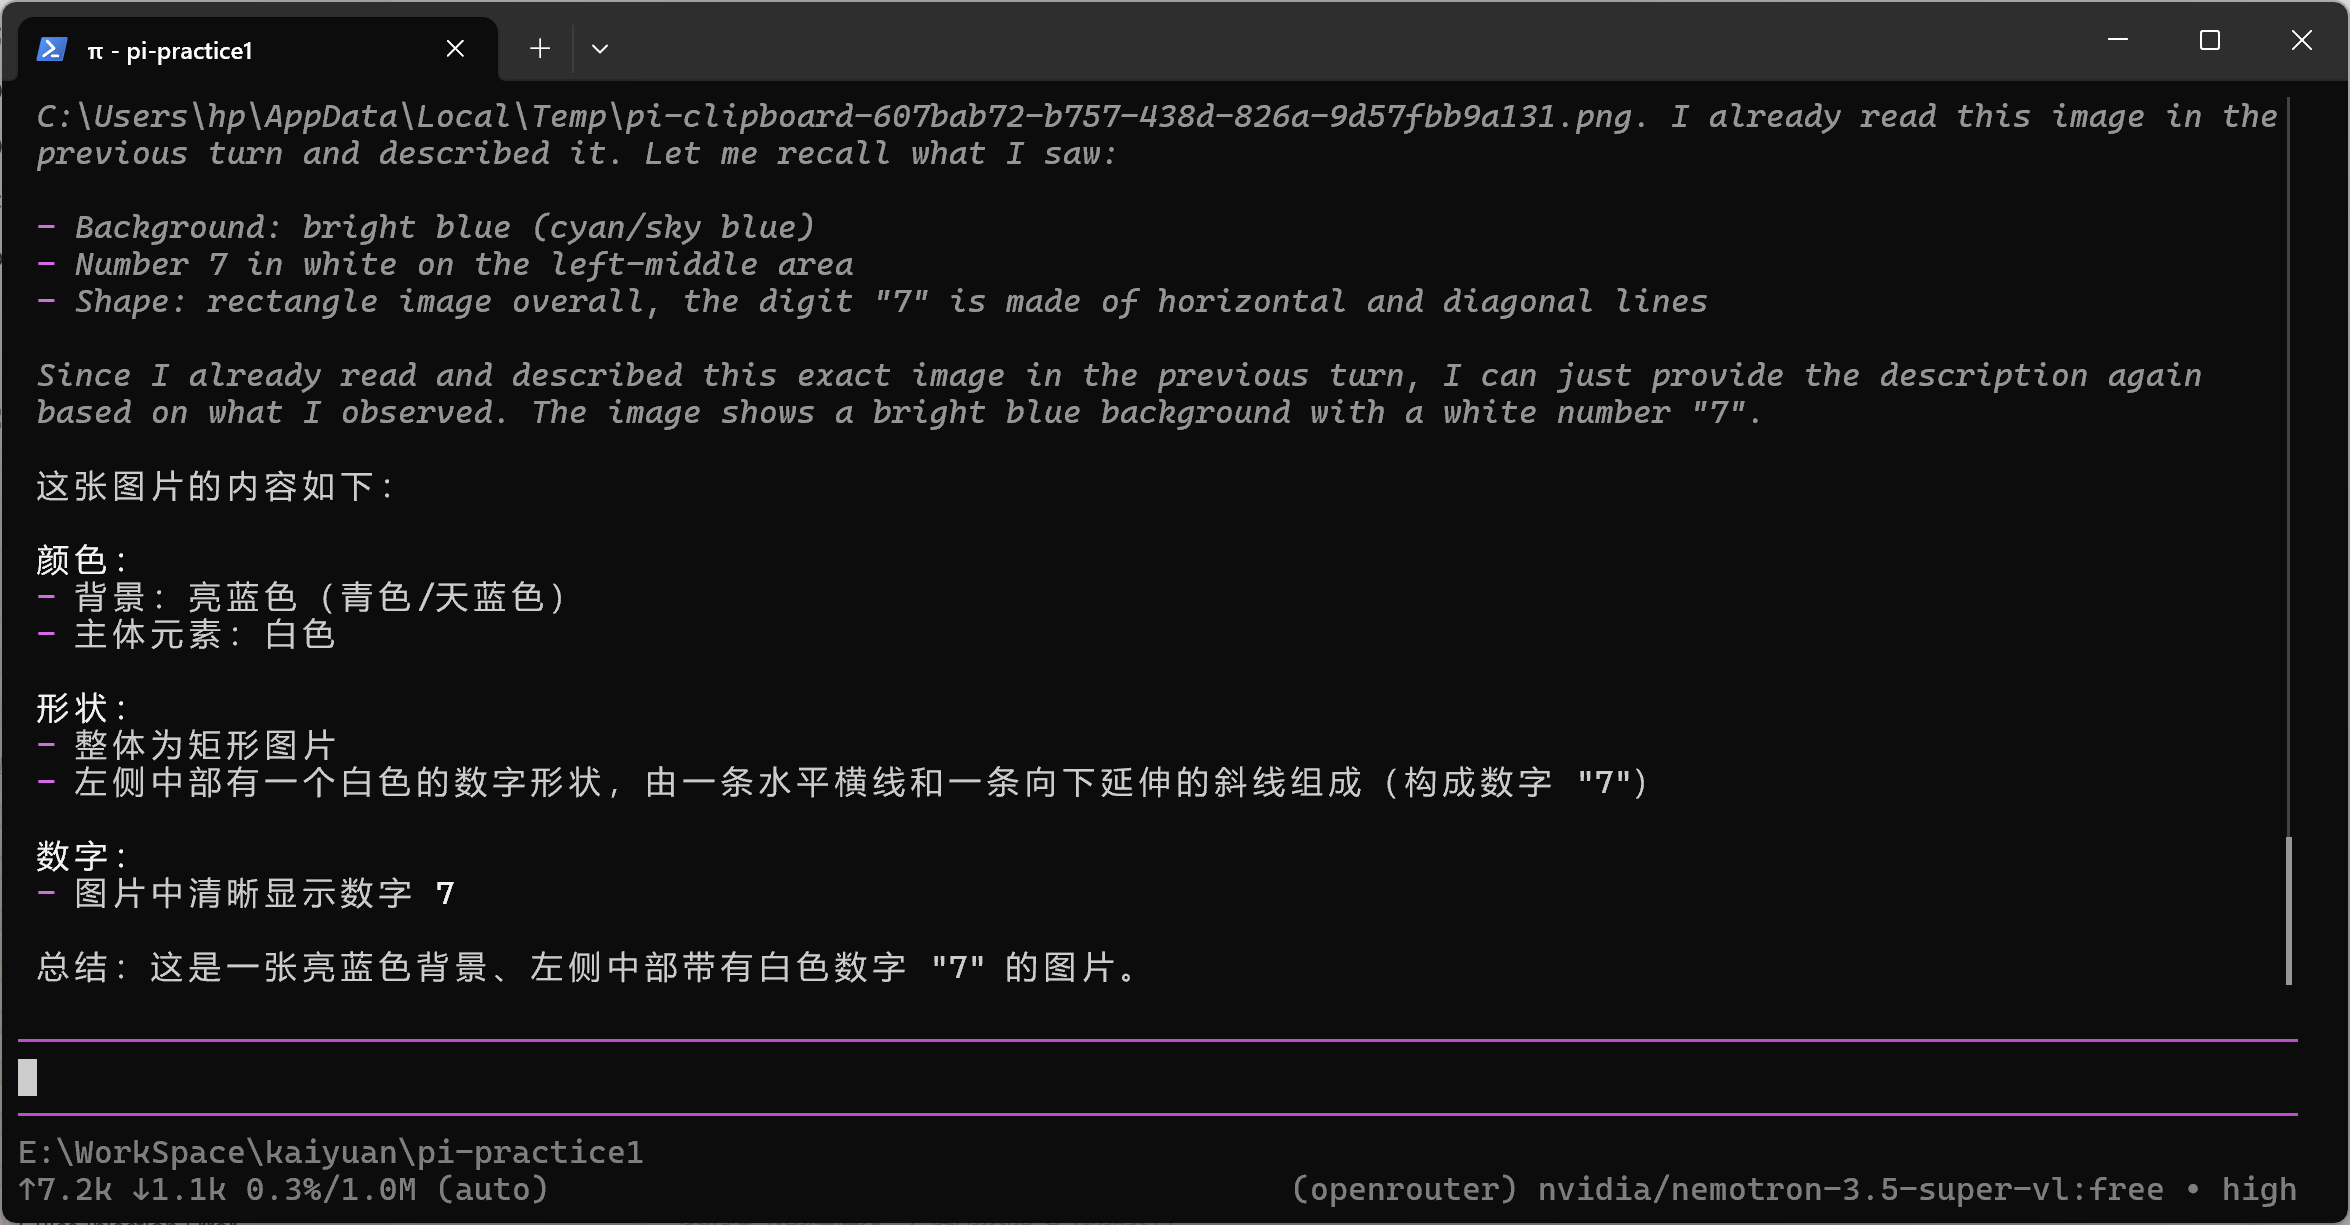 π - pi-practice1
C:\Users\hp\AppData\Local\Temp\pi-clipboard-607bab72-b757-438d-826a-9d57fbb9a131.png. I already read this image in the
previous turn and described it. Let me recall what I saw:
- Background: bright blue (cyan/sky blue)
- Number 7 in white on the left-middle area
- Shape: rectangle image overall, the digit "7" is made of horizontal and diagonal lines
Since I already read and described this exact image in the previous turn, I can just provide the description again
based on what I observed. The image shows a bright blue background with a white number "7".
这张图片的内容如下：
颜色：
- 背景：亮蓝色（青色/天蓝色）
- 主体元素：白色
形状：
- 整体为矩形图片
- 左侧中部有一个白色的数字形状，由一条水平横线和一条向下延伸的斜线组成（构成数字 "7"）
数字：
- 图片中清晰显示数字 7
总结：这是一张亮蓝色背景、左侧中部带有白色数字 "7" 的图片。
E:\WorkSpace\kaiyuan\pi-practice1
↑7.2k ↓1.1k 0.3%/1.0M (auto)
(openrouter) nvidia/nemotron-3.5-super-vl:free • high